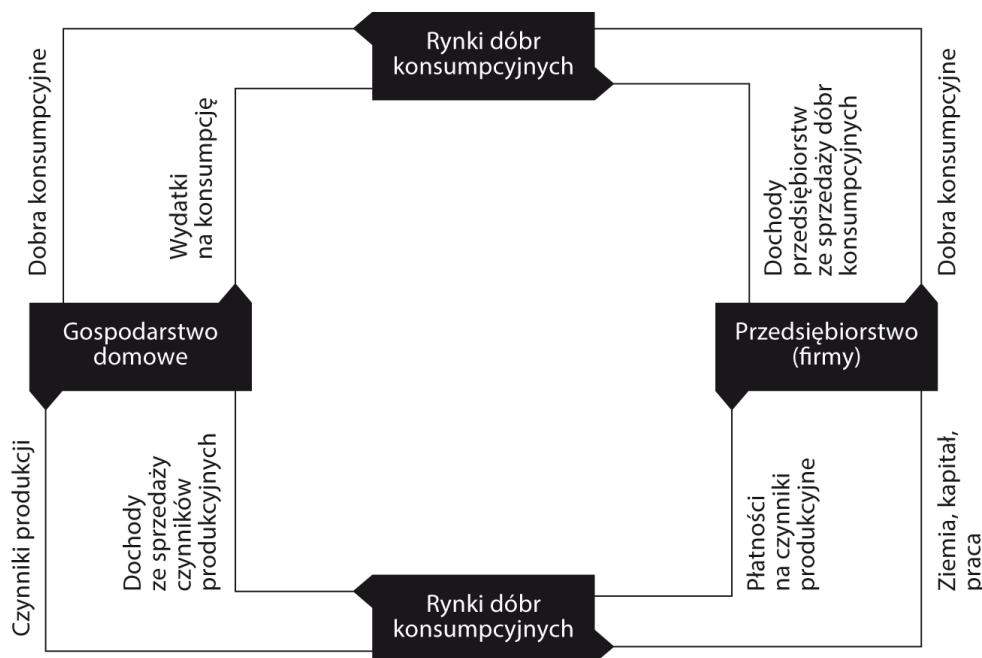 Rynki dóbr
konsumpcyjnych
Dobra konsumpcyjne
Wydatki
na konsumpcję
Dochody
przedsiębiorstw
ze sprzedaży dóbr
konsumpcyjnych
Dobra konsumpcyjne
Gospodarstwo
domowe
Przedsiębiorstwo
(firmy)
Czynniki produkcji
Dochody
ze sprzedaży
czynników
produkcyjnych
Płatności
na czynniki
produkcyjne
Ziemia, kapitał,
praca
Rynki dóbr
konsumpcyjnych